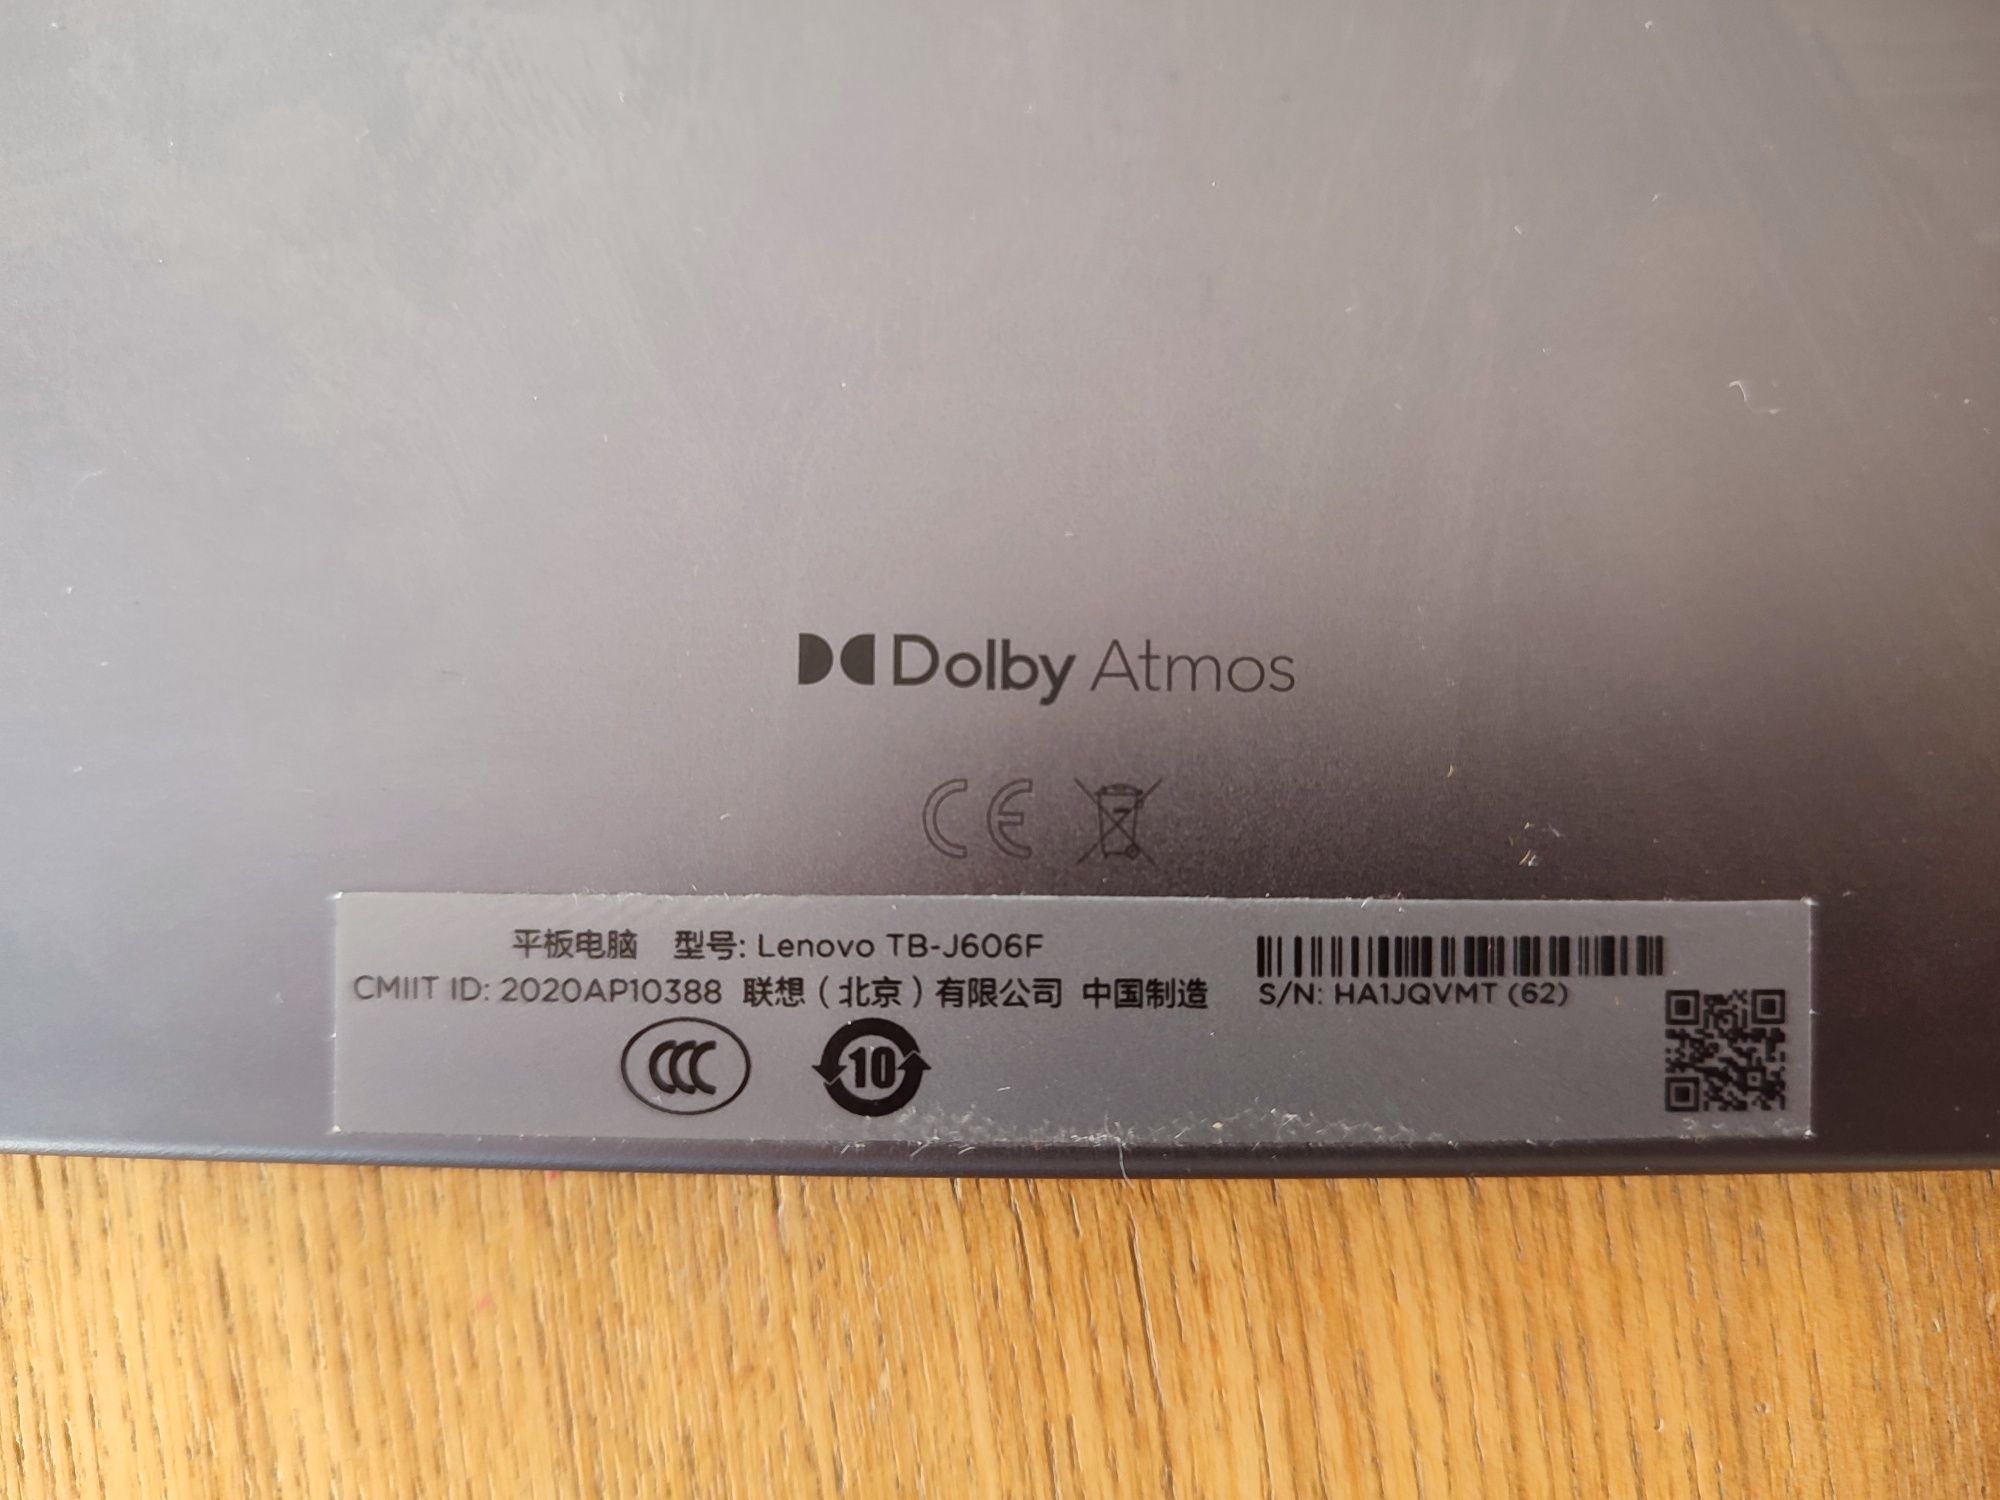 Dolby Atmos
CE
平板电脑 型号: Lenovo TB-J606F
CMIIT ID: 2020AP10388 联想（北京）有限公司 中国制造
S/N: HA1JQVMT (62)
CCC
10